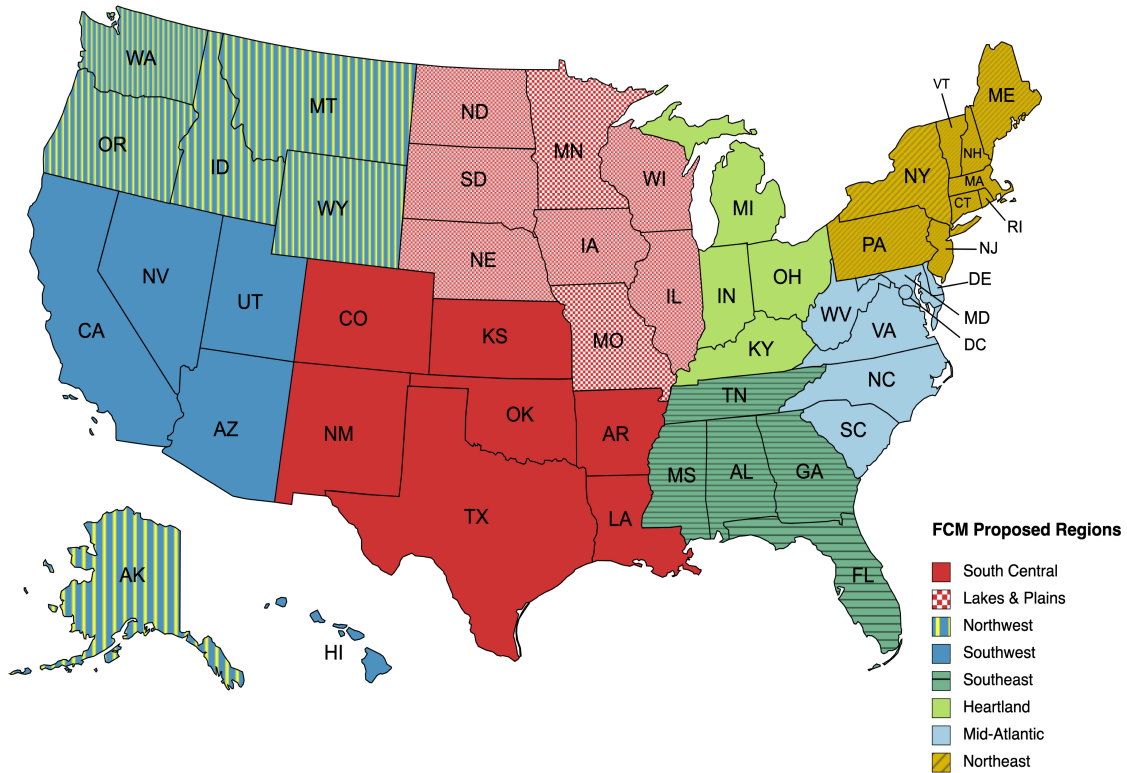 WA
MT
ND
MN
VT
ME
OR
ID
SD
WI
NH
NY
MA
WY
MI
CT
RI
NE
IA
PA
NJ
NV
UT
IL
IN
OH
DE
CA
CO
KS
MO
WV
VA
MD
DC
KY
NC
AZ
NM
OK
AR
TN
SC
TX
LA
MS
AL
GA
AK
FL
HI
FCM Proposed Regions
South Central
Lakes & Plains
Northwest
Southwest
Southeast
Heartland
Mid-Atlantic
Northeast